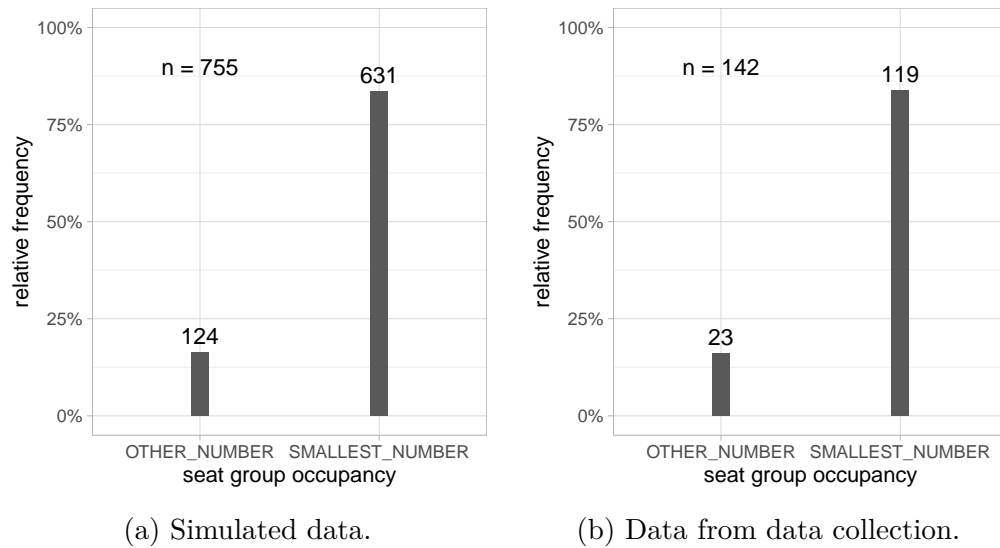 100%
75%
50%
25%
0%
relative frequency
n = 755
631
124
OTHER_NUMBER SMALLEST_NUMBER
seat group occupancy
(a) Simulated data.
100%
75%
50%
25%
0%
relative frequency
n = 142
119
23
OTHER_NUMBER SMALLEST_NUMBER
seat group occupancy
(b) Data from data collection.